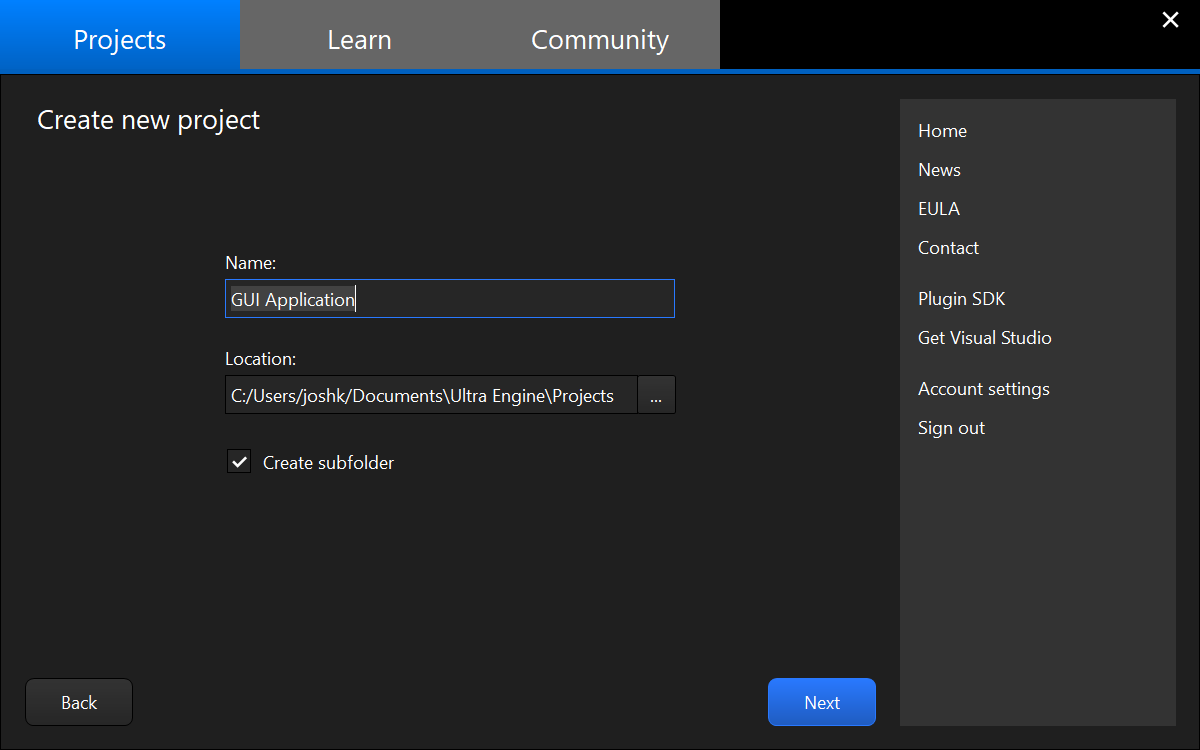 Projects
Learn
Community
Create new project
Name:
GUI Application
Location:
C:/Users/joshk/Documents\Ultra Engine\Projects
...
Create subfolder
Back
Next
Home
News
EULA
Contact
Plugin SDK
Get Visual Studio
Account settings
Sign out